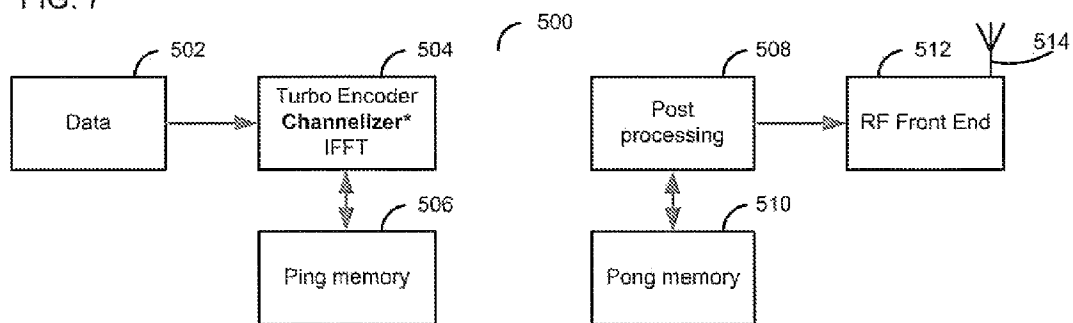 FIG. 7
500
502
504
508
512
514
Data
Turbo Encoder
Channelizer*
IFFT
Post
processing
RF Front End
506
510
Ping memory
Pong memory